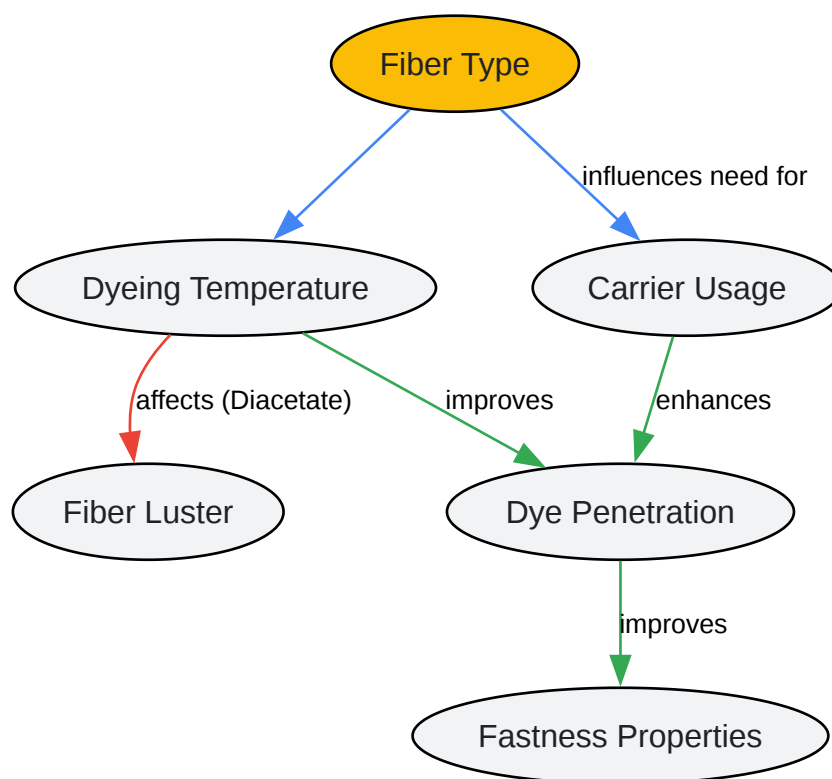 Fiber Type
influences need for
Dyeing Temperature
Carrier Usage
affects (Diacetate)
improves
enhances
Fiber Luster
Dye Penetration
improves
Fastness Properties